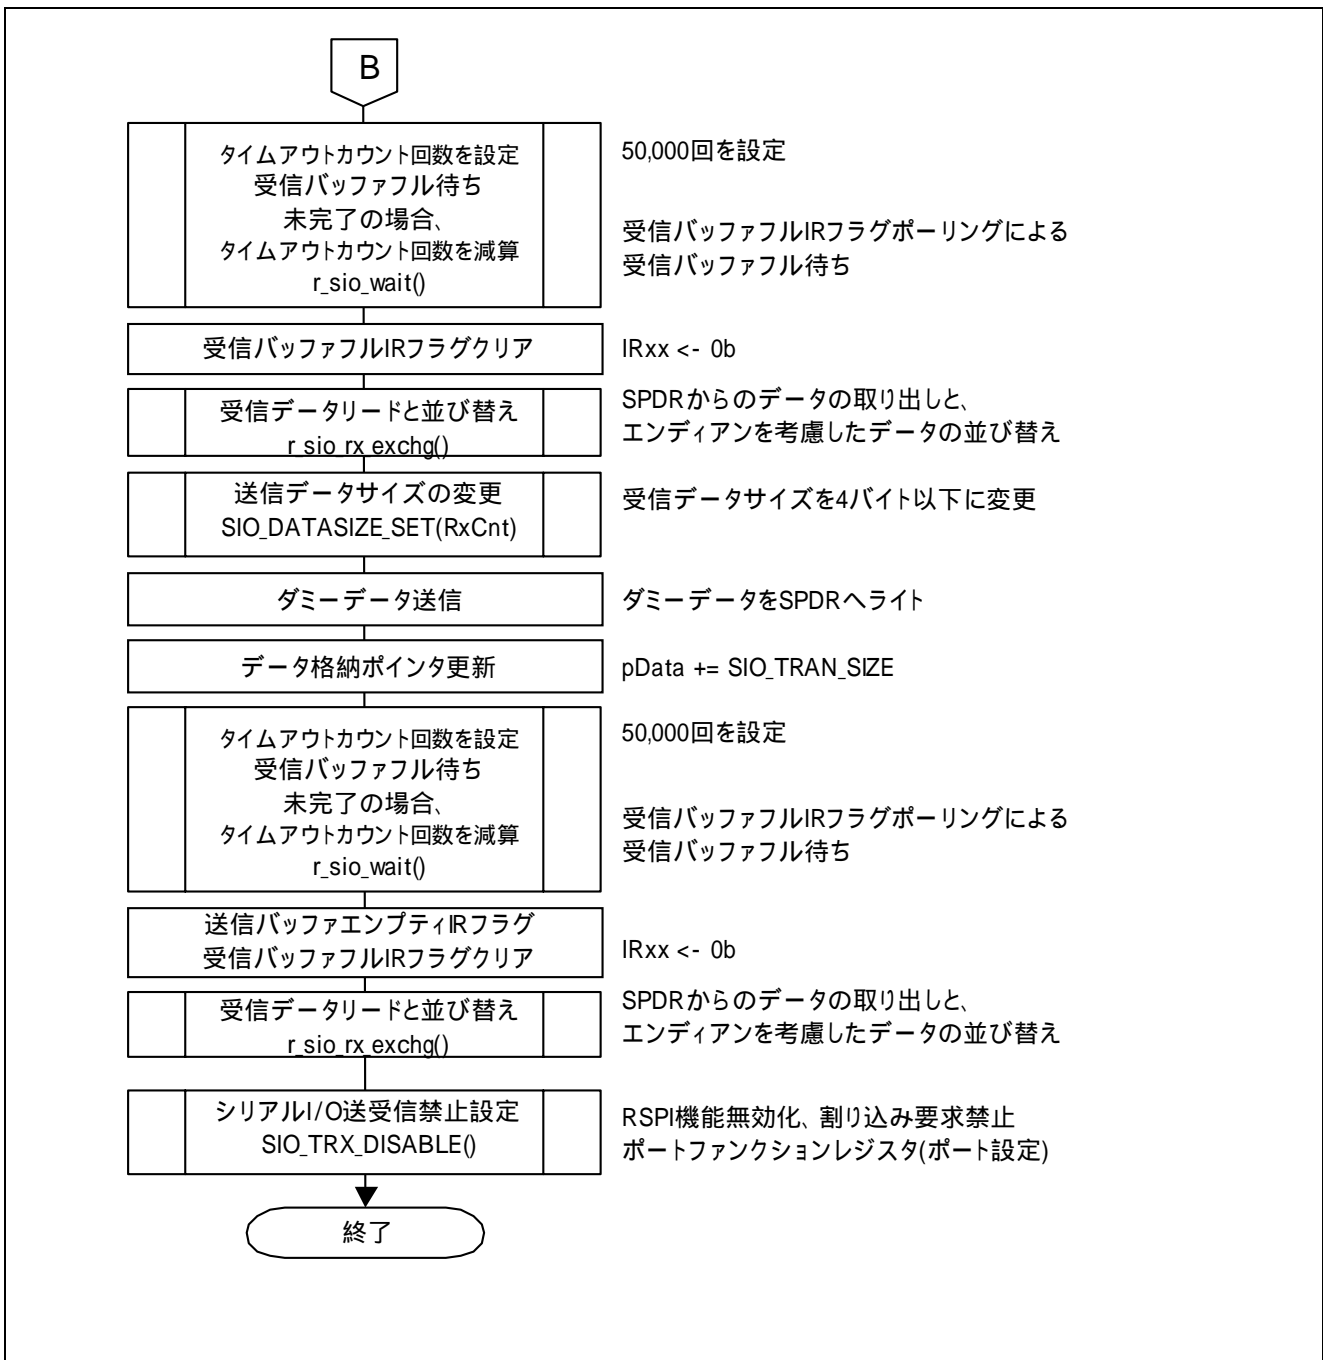 B
タイムアウトカウント回数を設定
受信バッファフル待ち
未完了の場合、
タイムアウトカウント回数を減算
r_sio_wait()
50,000回を設定
受信バッファフルIRフラグポーリングによる
受信バッファフル待ち
受信バッファフルIRフラグクリア
IRxx <- 0b
受信データリードと並び替え
r_sio_rx_exchg()
SPDRからのデータの取り出しと、
エンディアンを考慮したデータの並び替え
送信データサイズの変更
SIO_DATASIZE_SET(RxCnt)
受信データサイズを4バイト以下に変更
ダミーデータ送信
ダミーデータをSPDRへライト
データ格納ポインタ更新
pData += SIO_TRAN_SIZE
タイムアウトカウント回数を設定
受信バッファフル待ち
未完了の場合、
タイムアウトカウント回数を減算
r_sio_wait()
50,000回を設定
受信バッファフルIRフラグポーリングによる
受信バッファフル待ち
送信バッファエンプティIRフラグ
受信バッファフルIRフラグクリア
IRxx <- 0b
受信データリードと並び替え
r_sio_rx_exchg()
SPDRからのデータの取り出しと、
エンディアンを考慮したデータの並び替え
シリアルI/O送受信禁止設定
SIO_TRX_DISABLE()
RSPI機能無効化、割り込み要求禁止
ポートファンクションレジスタ(ポート設定)
終了